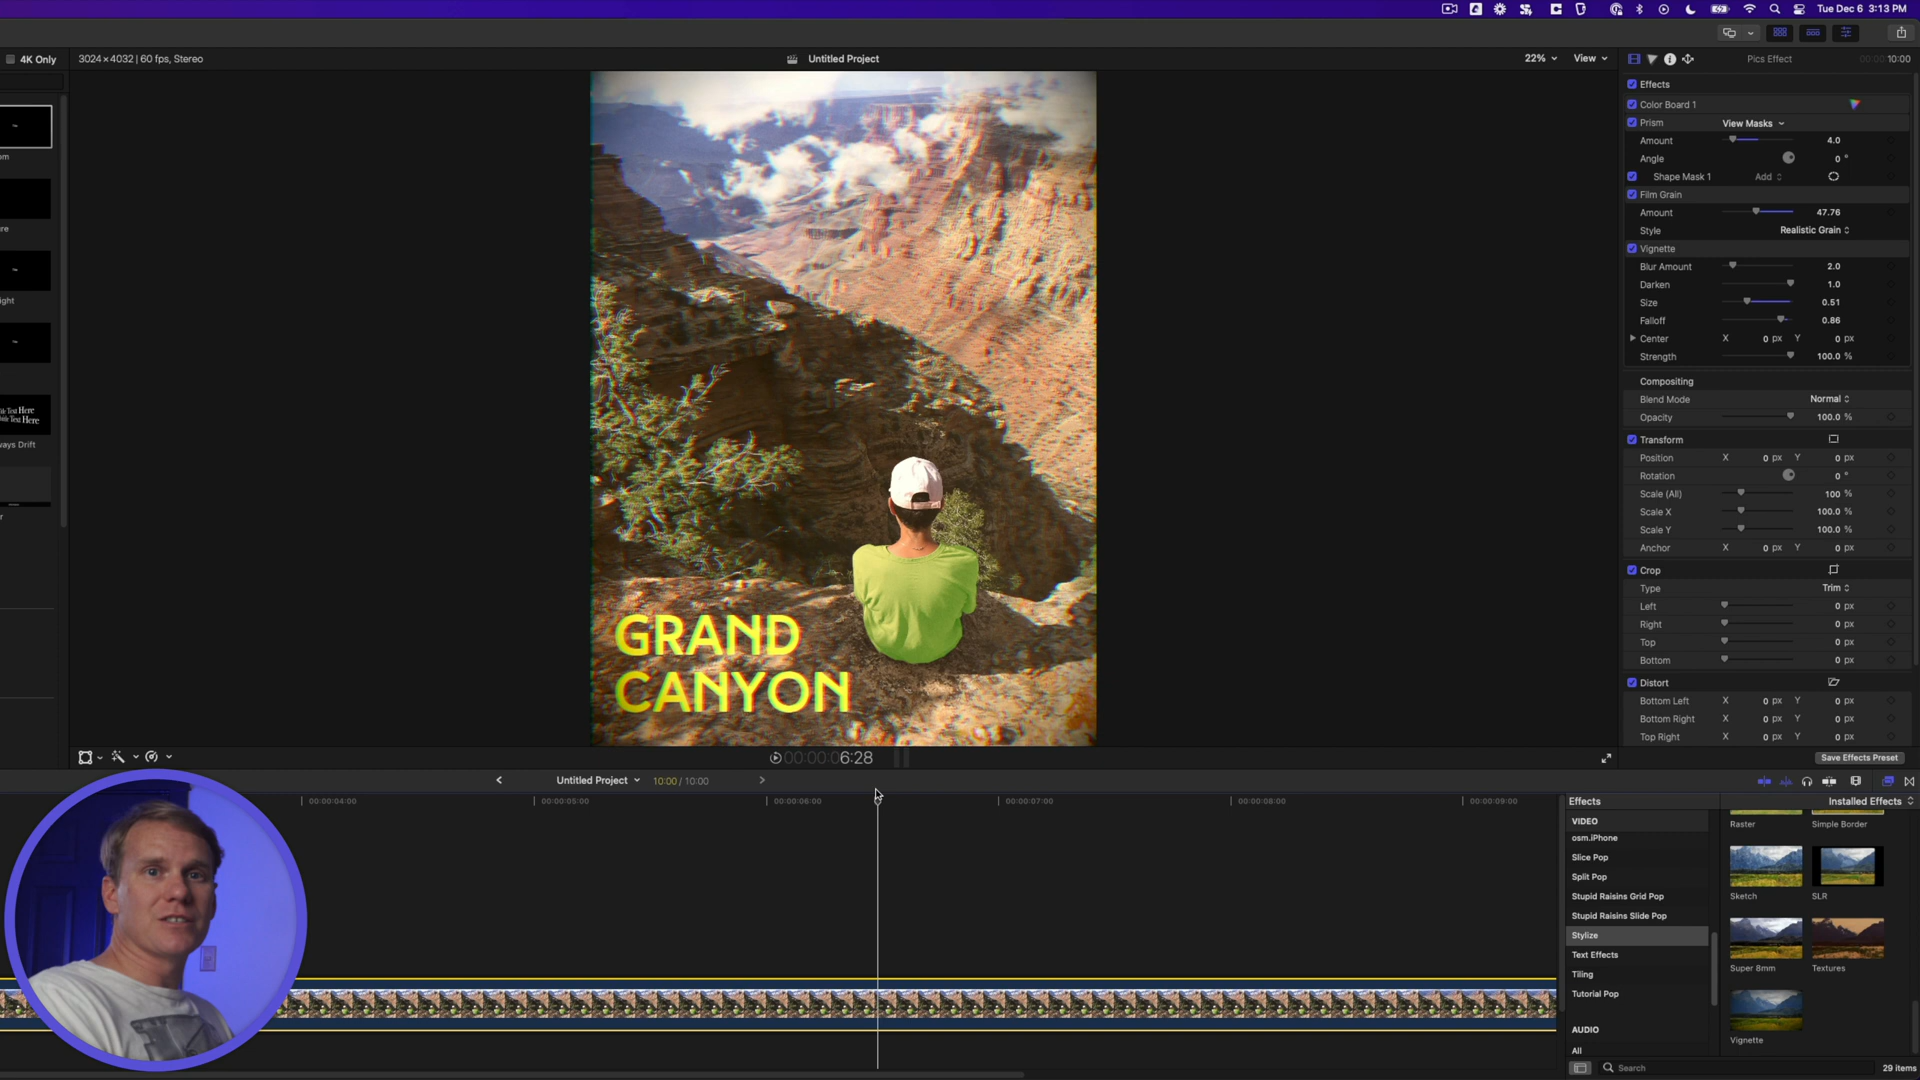 Tue Dec 6 3:13 PM
4K Only
3024×4032 | 60 fps, Stereo
Untitled Project
22%
View
Pics Effect
10:00
Effects
Color Board 1
Prism
View Masks
Amount
4.0
Angle
0 °
Shape Mask 1
Add
Film Grain
Amount
47.76
Style
Realistic Grain
Vignette
Blur Amount
2.0
Darken
1.0
Size
0.51
Falloff
0.86
Center
X 0 px Y 0 px
Strength
100.0 %
Compositing
Blend Mode
Normal
Opacity
100.0 %
Transform
Position
X 0 px Y 0 px
Rotation
0 °
Scale (All)
100 %
Scale X
100.0 %
Scale Y
100.0 %
Anchor
X 0 px Y 0 px
Crop
Type
Trim
Left
0 px
Right
0 px
Top
0 px
Bottom
0 px
Distort
Bottom Left
X 0 px Y 0 px
Bottom Right
X 0 px Y 0 px
Top Right
X 0 px Y 0 px
Save Effects Preset
Text Here
Text Here
ways Drift
GRAND
CANYON
00:00:06:28
Untitled Project
10:00 / 10:00
00:00:04:00
00:00:05:00
00:00:06:00
00:00:07:00
00:00:08:00
00:00:09:00
Effects
Installed Effects
VIDEO
osm.iPhone
Slice Pop
Split Pop
Stupid Raisins Grid Pop
Stupid Raisins Slide Pop
Stylize
Text Effects
Tiling
Tutorial Pop
AUDIO
All
Raster
Simple Border
Sketch
SLR
Super 8mm
Textures
Vignette
Search
29 items